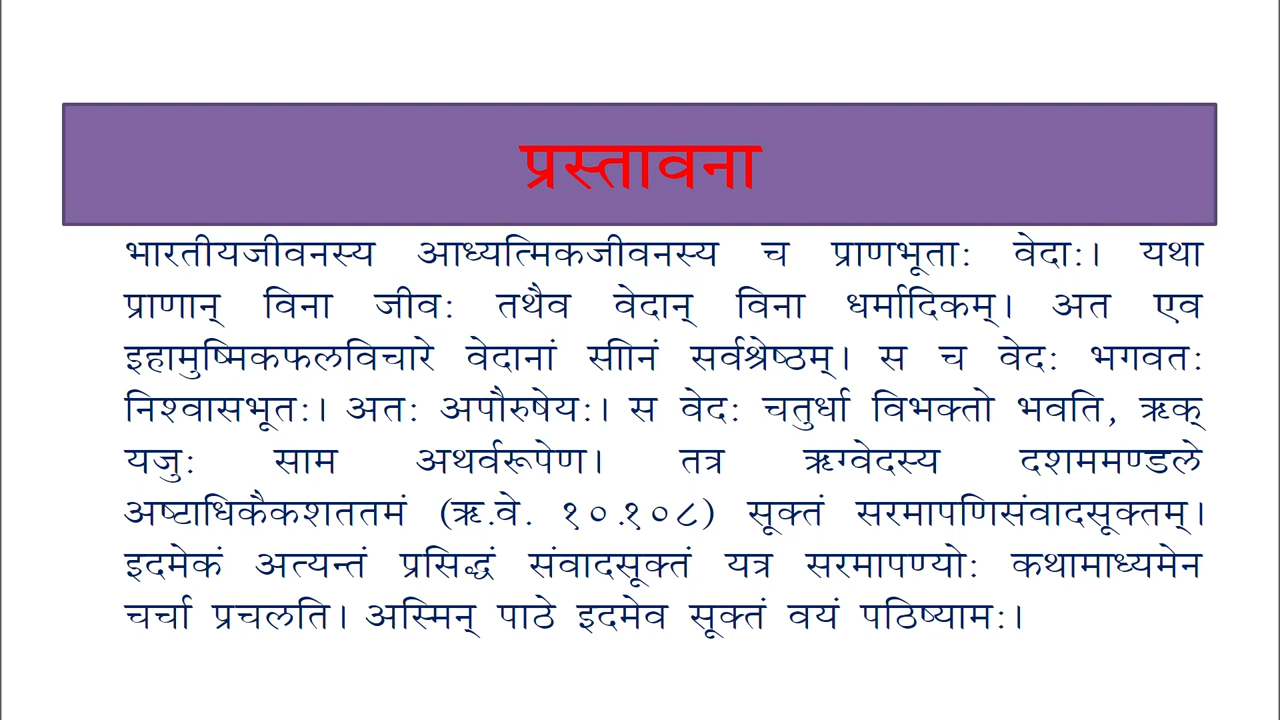 प्रस्तावना
भारतीयजीवनस्य आध्यत्मिकजीवनस्य च प्राणभूताः वेदाः। यथा
प्राणान् विना जीवः तथैव वेदान् विना धर्मादिकम्। अत एव
इहामुष्मिकफलविचारे वेदानां साीनं सर्वश्रेष्ठम्। स च वेदः भगवतः
निश्वासभूतः। अतः अपौरुषेयः। स वेदः चतुर्धा विभक्तो भवति, ऋक्
यजुः साम अथर्वरूपेण। तत्र ऋग्वेदस्य दशममण्डले
अष्टाधिकैकशततमं (ऋ.वे. १०.१०८) सूक्तं सरमापणिसंवादसूक्तम्।
इदमेकं अत्यन्तं प्रसिद्धं संवादसूक्तं यत्र सरमापण्योः कथामाध्यमेन
चर्चा प्रचलति। अस्मिन् पाठे इदमेव सूक्तं वयं पठिष्यामः।